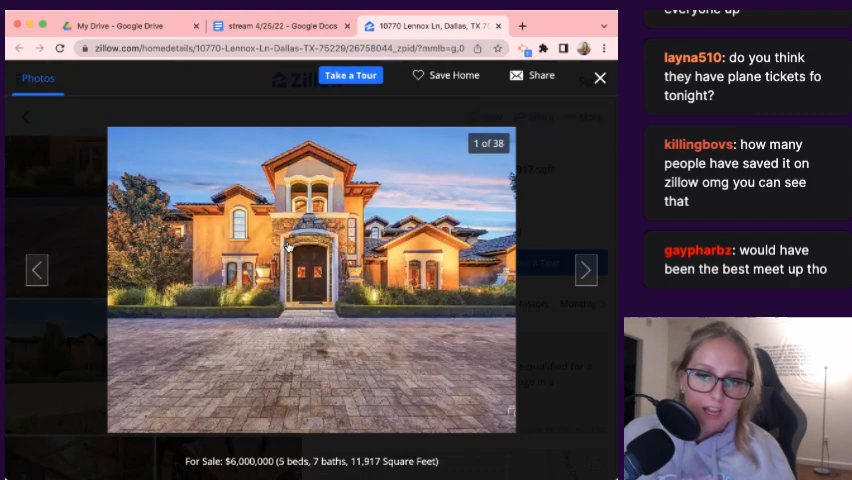 My Drive - Google Drive
stream 4/25/22 - Google Docs
10770 Lennox Ln, Dallas, TX 75
zillow.com/homedetails/10770-Lennox-Ln-Dallas-TX-75229/26758044_zpid/?mmlb=g,0
Photos
Take a Tour
Save Home
Share
1 of 38
For Sale: $6,000,000 (5 beds, 7 baths, 11,917 Square Feet)
everyone up
layna510: do you think
they have plane tickets fo
tonight?
killingbovs: how many
people have saved it on
zillow omg you can see
that
gaypharbz: would have
been the best meet up tho